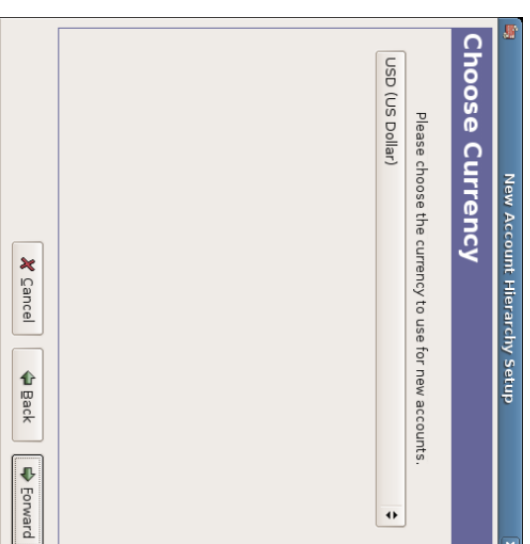 New Account Hierarchy Setup
Choose Currency
Please choose the currency to use for new accounts.
USD (US Dollar)
Cancel
Back
Forward